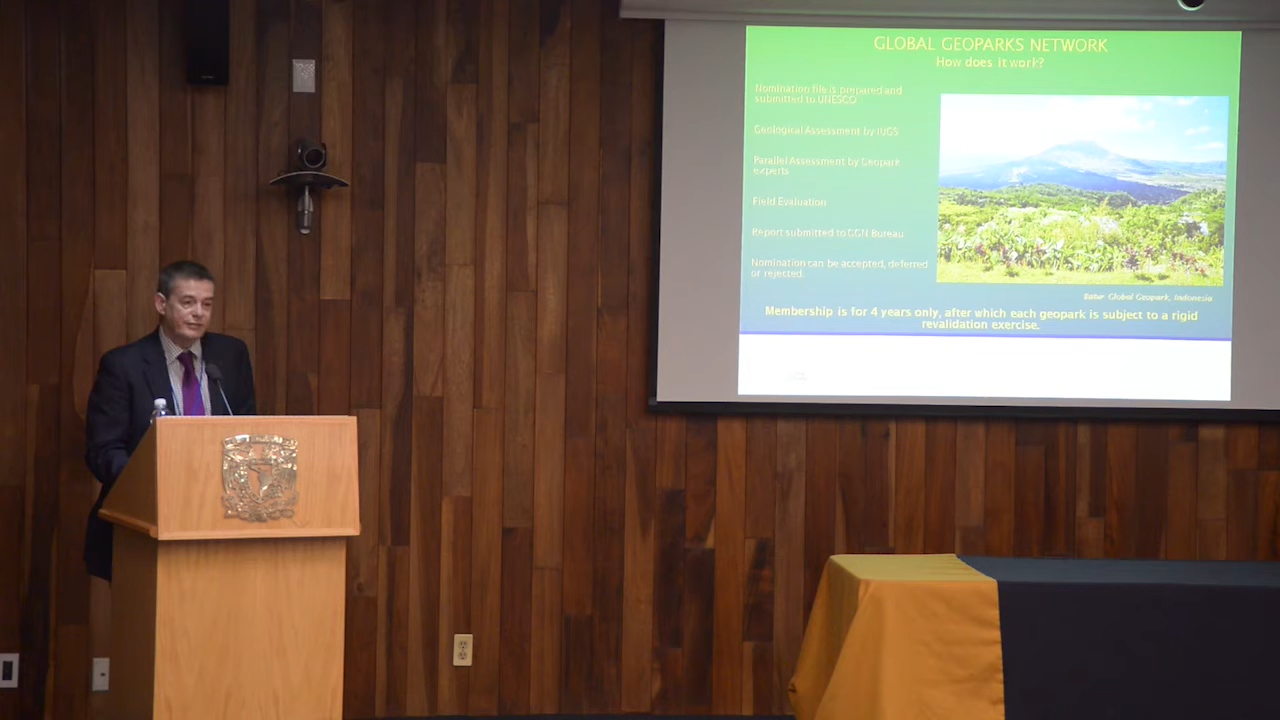 GLOBAL GEOPARKS NETWORK
How does it work?
Nomination file is prepared and
submitted to UNESCO
Geological Assessment by IUGS
Parallel Assessment by Geopark
experts
Field Evaluation
Report submitted to GGN Bureau
Nomination can be accepted, deferred
or rejected.
Batur Global Geopark, Indonesia
Membership is for 4 years only, after which each geopark is subject to a rigid
revalidation exercise.